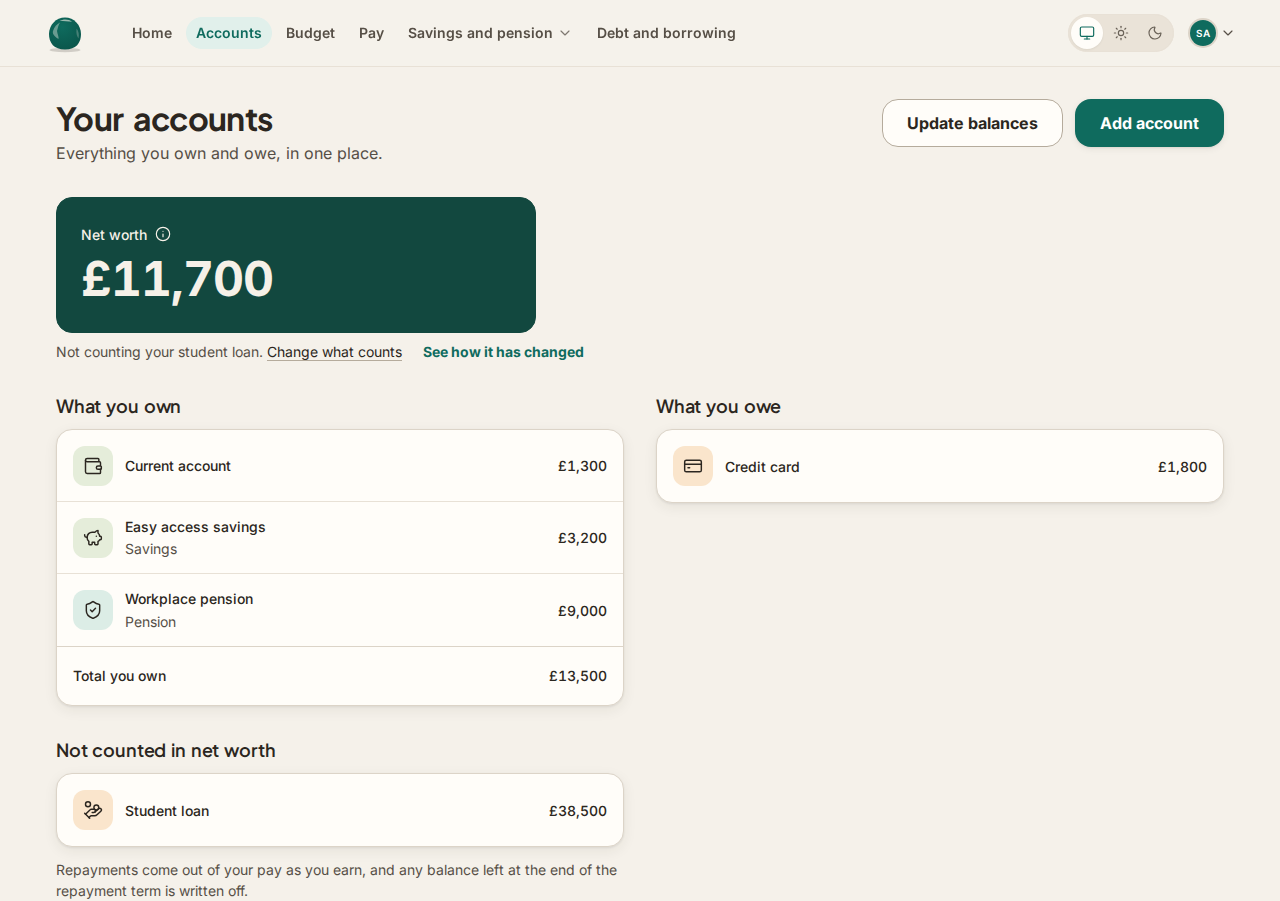 Home
Accounts
Budget
Pay
Savings and pension
Debt and borrowing
SA
Your accounts
Everything you own and owe, in one place.
Update balances
Add account
Net worth
£11,700
Not counting your student loan. Change what counts
See how it has changed
What you own
Current account
£1,300
Easy access savings
Savings
£3,200
Workplace pension
Pension
£9,000
Total you own
£13,500
What you owe
Credit card
£1,800
Not counted in net worth
Student loan
£38,500
Repayments come out of your pay as you earn, and any balance left at the end of the
repayment term is written off.